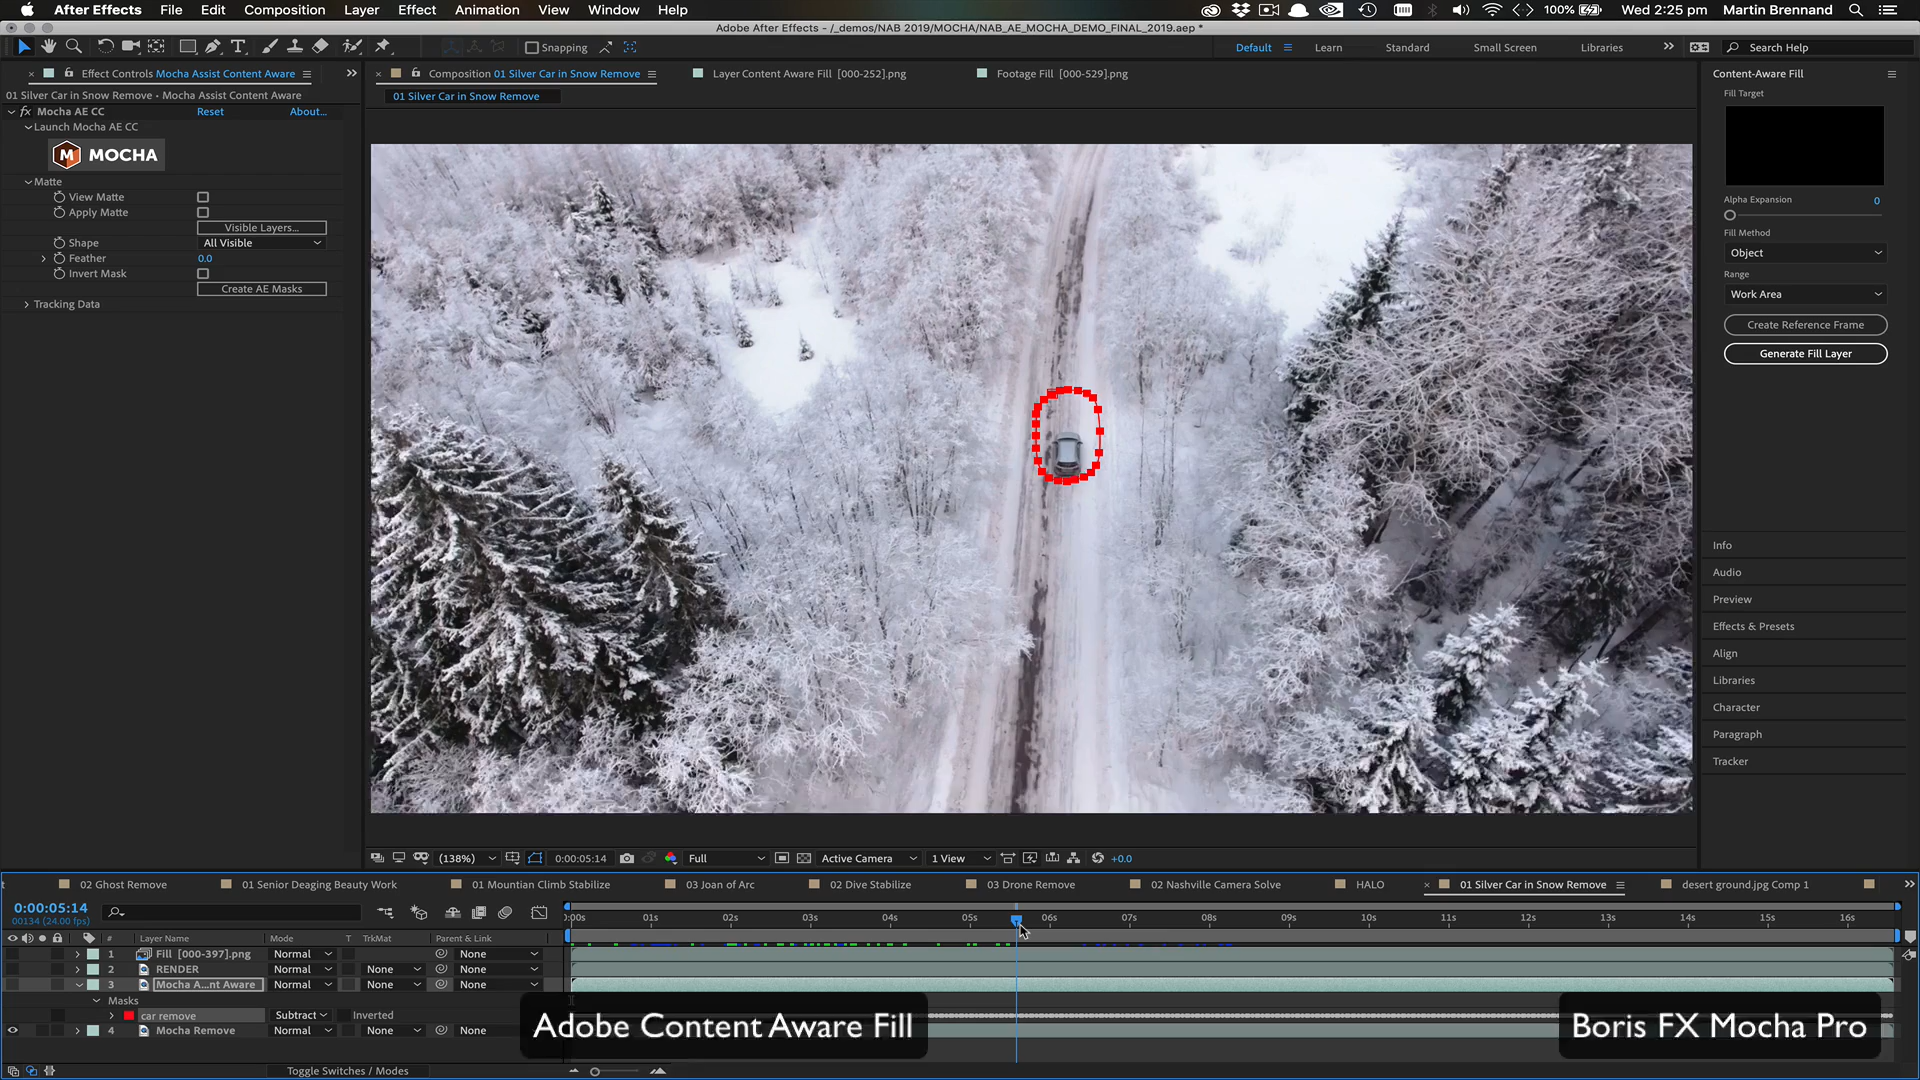 After Effects File Edit Composition Layer Effect Animation View Window Help 100% Wed 2:25 pm Martin Brennand
Adobe After Effects - /_demos/NAB 2019/MOCHA/NAB_AE_MOCHA_DEMO_FINAL_2019.aep *
Snapping Default Learn Standard Small Screen Libraries Search Help
Effect Controls Mocha Assist Content Aware
Composition 01 Silver Car in Snow Remove Layer Content Aware Fill [000-252].png Footage Fill [000-529].png
Content-Aware Fill
01 Silver Car in Snow Remove • Mocha Assist Content Aware
01 Silver Car in Snow Remove
Fill Target
fx Mocha AE CC Reset About...
Launch Mocha AE CC
M MOCHA
Matte
View Matte
Apply Matte
Visible Layers...
Shape All Visible
Feather 0.0
Invert Mask
Create AE Masks
Tracking Data
Alpha Expansion 0
Fill Method
Object
Range
Work Area
Create Reference Frame
Generate Fill Layer
Info
Audio
Preview
Effects & Presets
Align
Libraries
Character
Paragraph
Tracker
(138%) 0:00:05:14 Full Active Camera 1 View +0.0
t 02 Ghost Remove 01 Senior Deaging Beauty Work 01 Mountian Climb Stabilize 03 Joan of Arc 02 Dive Stabilize 03 Drone Remove 02 Nashville Camera Solve HALO 01 Silver Car in Snow Remove desert ground.jpg Comp 1
0:00:05:14
00134 (24.00 fps)
:00s 01s 02s 03s 04s 05s 06s 07s 08s 09s 10s 11s 12s 13s 14s 15s 16s
# Layer Name Mode T TrkMat Parent & Link
1 Fill [000-397].png Normal None
2 RENDER Normal None None
3 Mocha A...nt Aware Normal None None
Masks
car remove Subtract Inverted
4 Mocha Remove Normal None None
Adobe Content Aware Fill
Boris FX Mocha Pro
Toggle Switches / Modes